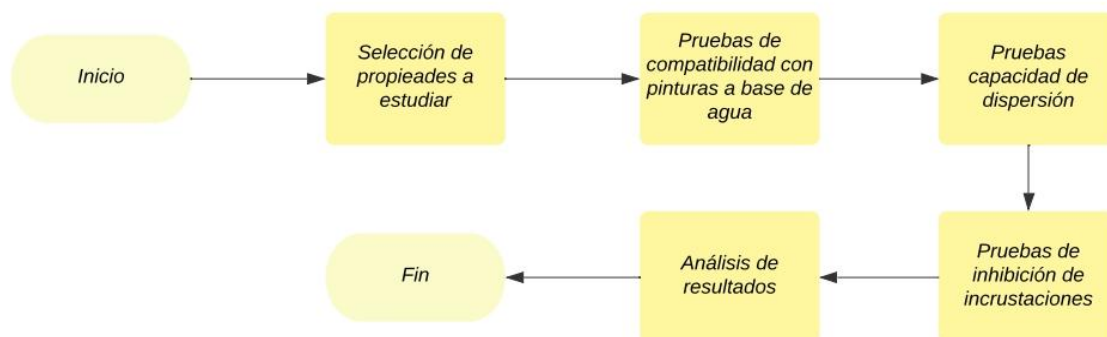 Inicio
Selección de
propieades a
estudiar
Pruebas de
compatibilidad con
pinturas a base de
agua
Pruebas
capacidad de
dispersión
Pruebas de
inhibición de
incrustaciones
Análisis de
resultados
Fin